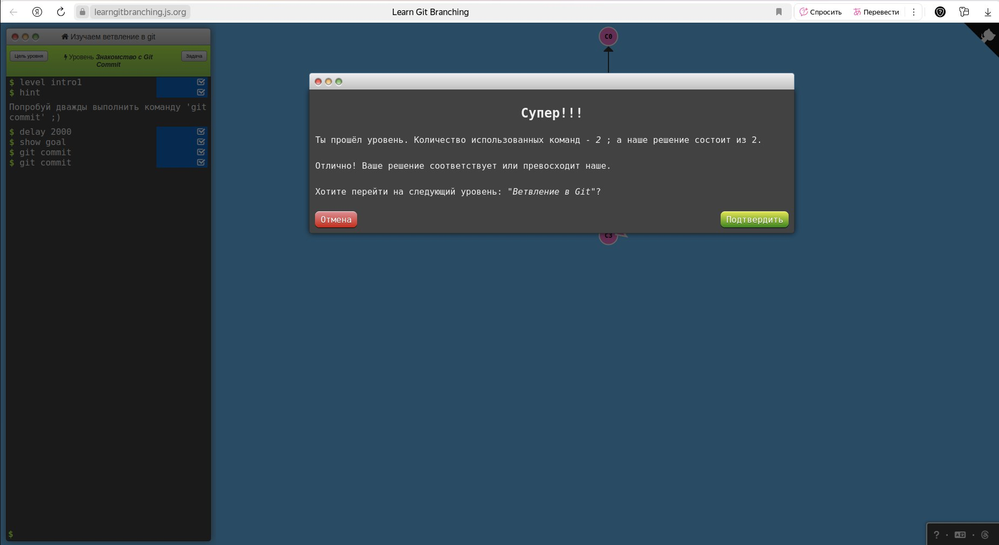 learngitbranching.js.org
Learn Git Branching
Спросить
Перевести
Изучаем ветвление в git
Цель уровня
Уровень Знакомство с Git
Commit
Задача
$ level intro1
$ hint
Попробуй дважды выполнить команду 'git
commit' ;)
$ delay 2000
$ show goal
$ git commit
$ git commit
$
C0
Супер!!!
Ты прошёл уровень. Количество использованных команд - 2 ; а наше решение состоит из 2.
Отлично! Ваше решение соответствует или превосходит наше.
Хотите перейти на следующий уровень: "Ветвление в Git"?
Отмена
Подтвердить
C3
? · ·